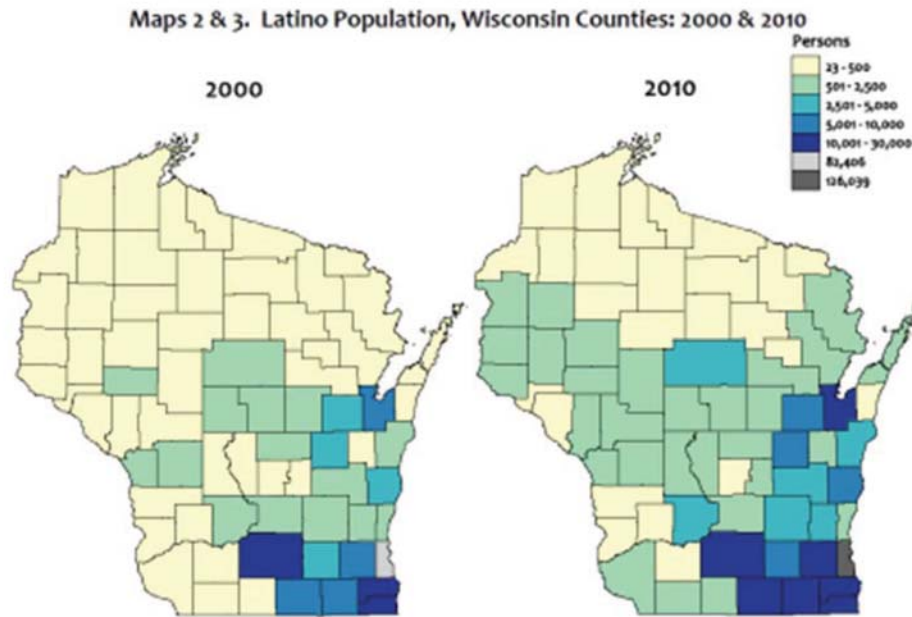 Maps 2 & 3. Latino Population, Wisconsin Counties: 2000 & 2010
Persons
23 - 500
501 - 2,500
2,501 - 5,000
5,001 - 10,000
10,001 - 30,000
82,406
126,039
2000
2010